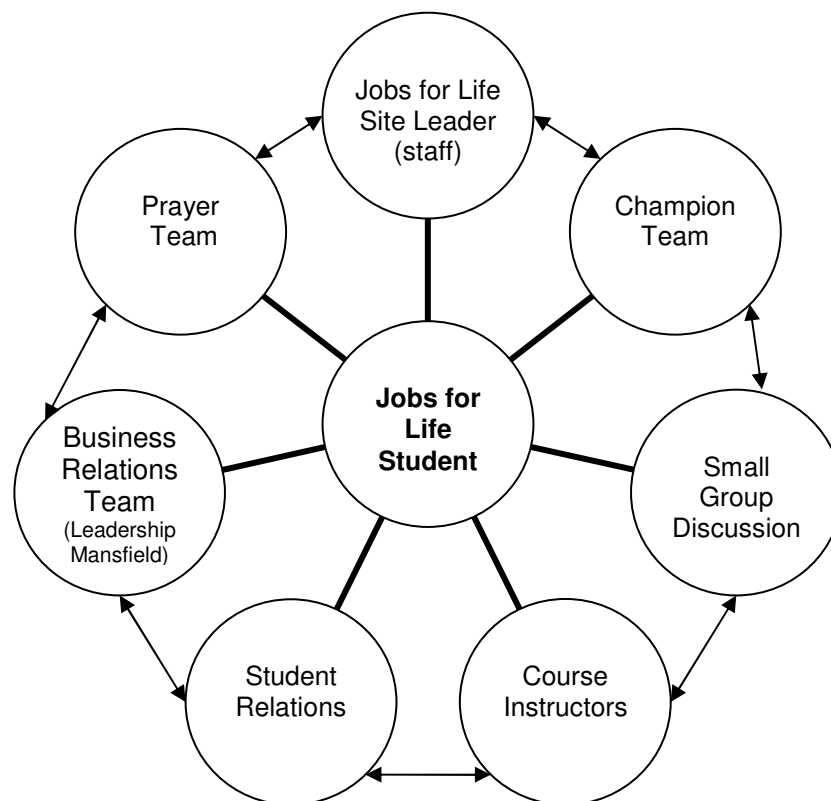 Jobs for Life
Site Leader
(staff)
Prayer
Team
Champion
Team
Jobs for
Life
Student
Business
Relations
Team
(Leadership
Mansfield)
Small
Group
Discussion
Student
Relations
Course
Instructors